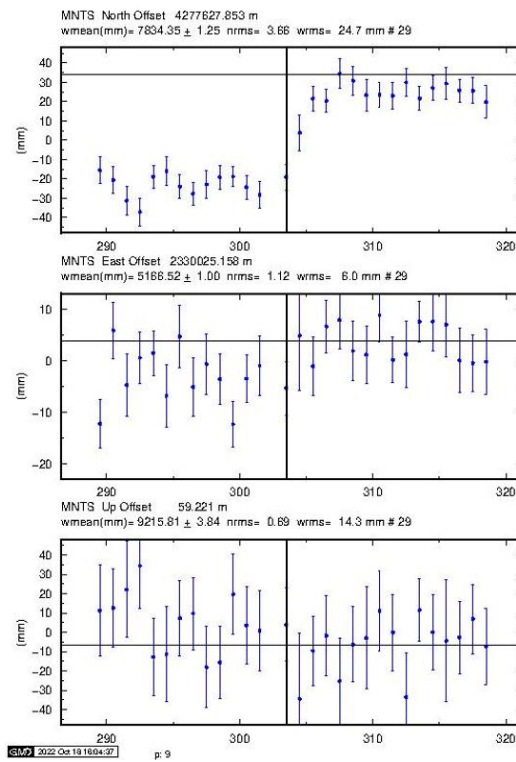 MNTS North Offset 4277627.853 m
wmean(mm)= 7834.35 ± 1.25 nrms= 3.66 wrms= 24.7 mm # 29
40
30
20
10
0
−10
−20
−30
−40
(mm)
290 300 310 320
MNTS East Offset 2330025.158 m
wmean(mm)= 5166.52 ± 1.00 nrms= 1.12 wrms= 6.0 mm # 29
10
0
−10
−20
(mm)
290 300 310 320
MNTS Up Offset 59.221 m
wmean(mm)= 9215.81 ± 3.84 nrms= 0.69 wrms= 14.3 mm # 29
40
30
20
10
0
−10
−20
−30
−40
(mm)
290 300 310 320
GMD 2022 Oct 18 16:04:37 p: 9